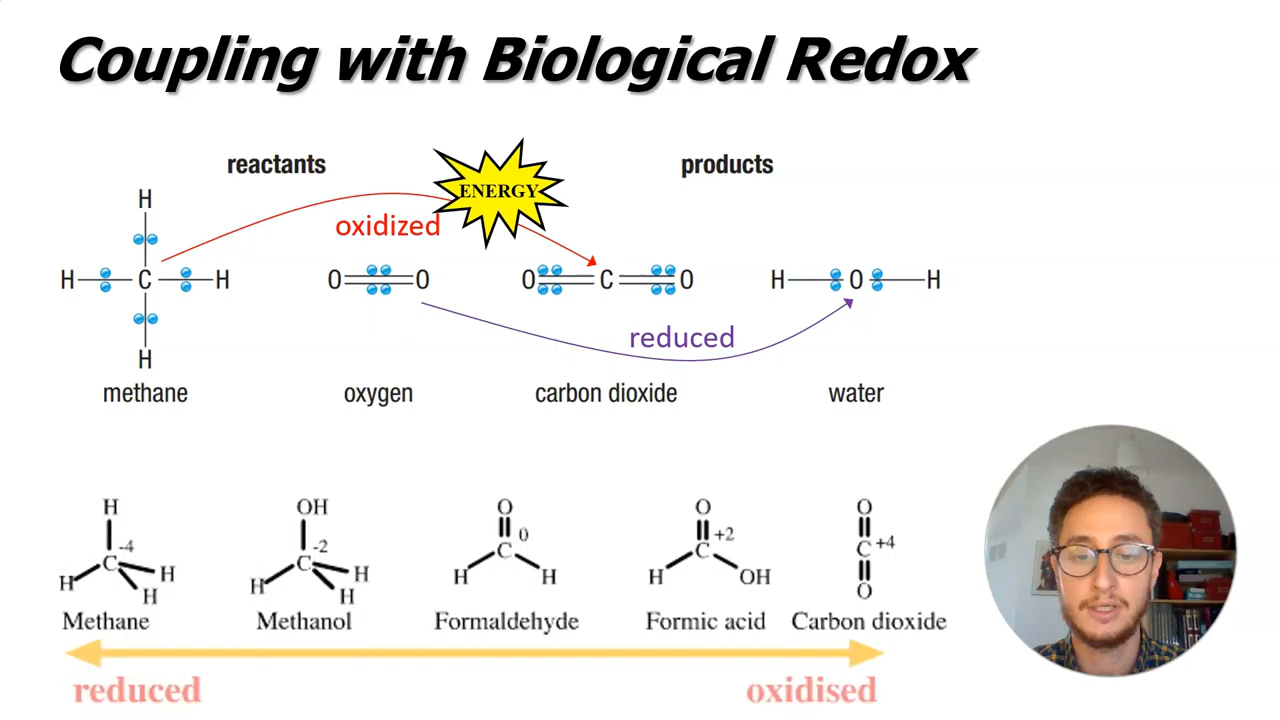 Coupling with Biological Redox
reactants
products
ENERGY
oxidized
H
H C H
O O
O C O
H O H
H
reduced
methane
oxygen
carbon dioxide
water
H
-4
C
H
H
H
Methane
OH
-2
C
H
H
H
Methanol
O
0
C
H
H
Formaldehyde
O
+2
C
H
OH
Formic acid
O
C +4
O
Carbon dioxide
reduced
oxidised